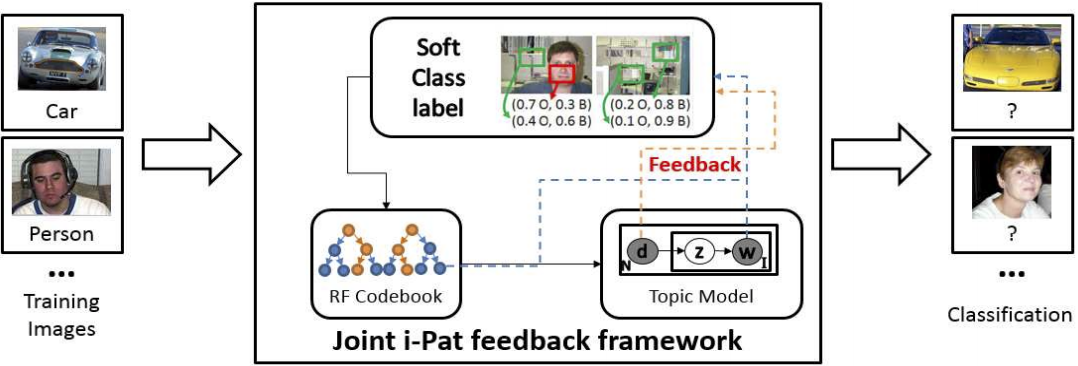 Car
Person
...
Training
Images
Soft
Class
label
(0.7 O, 0.3 B)
(0.4 O, 0.6 B)
(0.2 O, 0.8 B)
(0.1 O, 0.9 B)
Feedback
RF Codebook
d
z
w
N
I
Topic Model
Joint i-Pat feedback framework
?
?
...
Classification